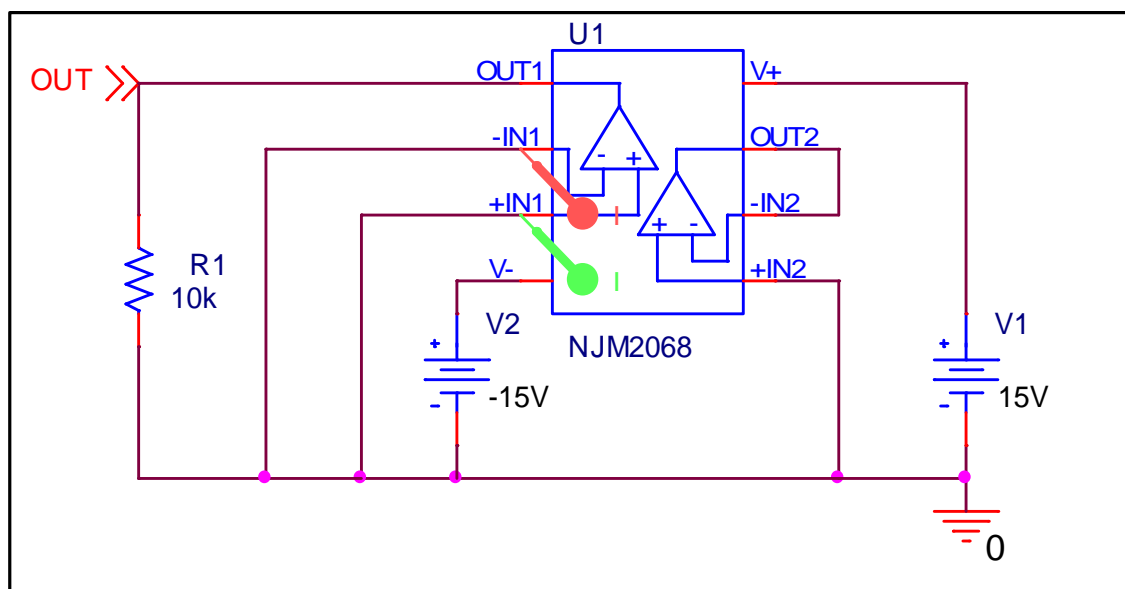 U1
OUT
OUT1
V+
-IN1
OUT2
- +
+IN1
I
-IN2
+ -
R1
10k
V-
I
+IN2
V2
+
-
-15V
NJM2068
V1
+
-
15V
0